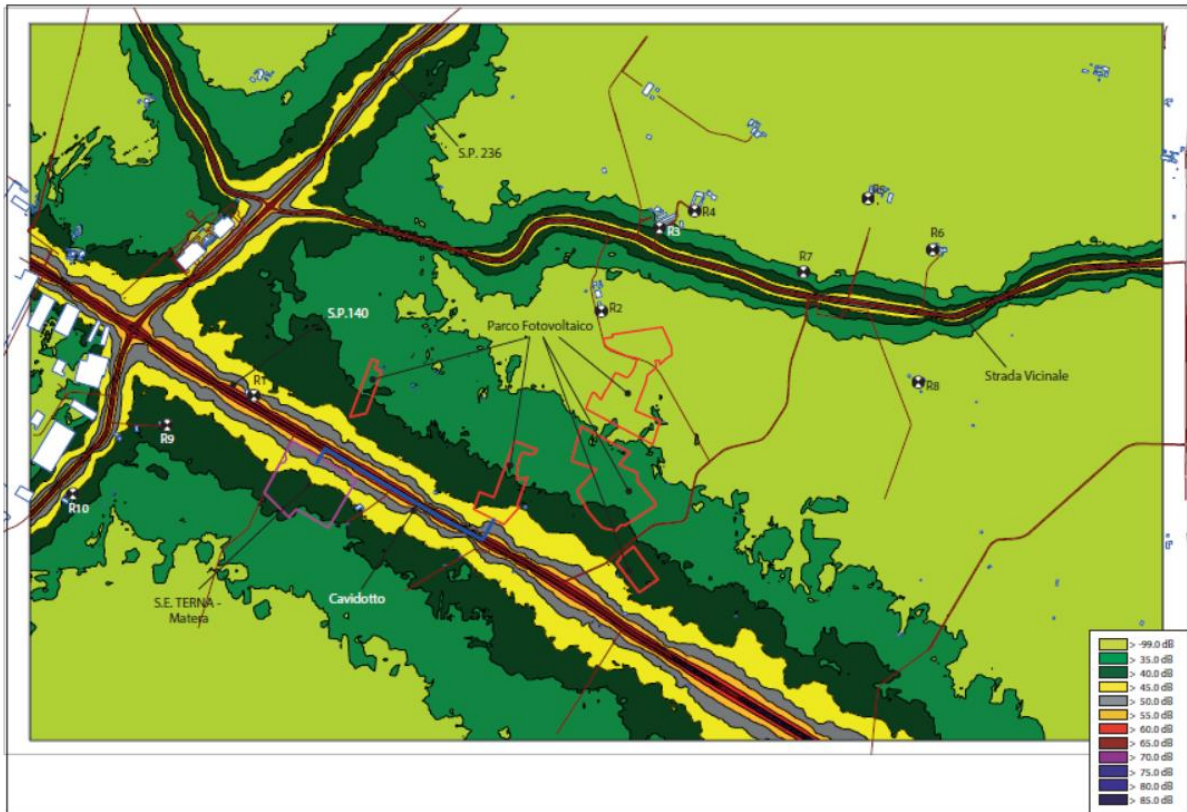 S.P. 236
R5
R4
R3
R6
R7
R2
S.P.140
Parco Fotovoltaico
Strada Vicinale
R1
R8
R9
R10
S.E. TERNA -
Matera
Cavidotto
> -99.0 dB
> 35.0 dB
> 40.0 dB
> 45.0 dB
> 50.0 dB
> 55.0 dB
> 60.0 dB
> 65.0 dB
> 70.0 dB
> 75.0 dB
> 80.0 dB
> 85.0 dB